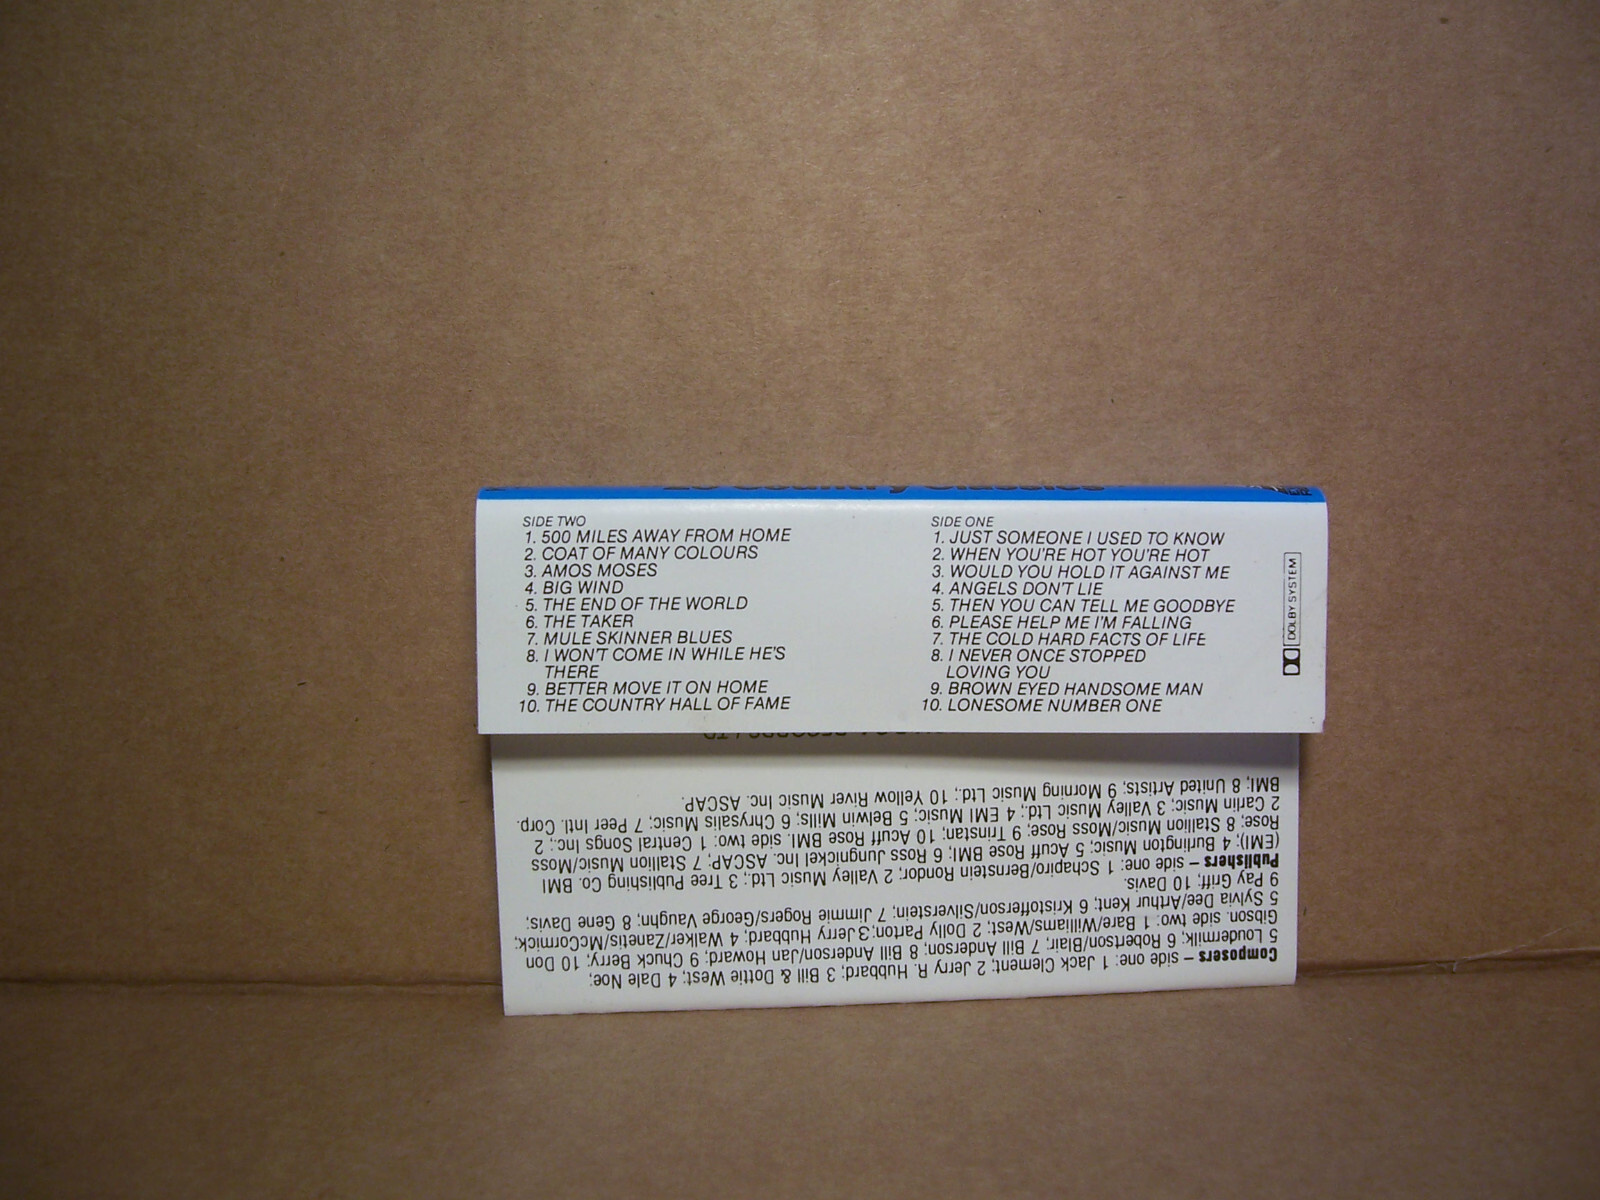 20 Country Classics
SIDE TWO
1. 500 MILES AWAY FROM HOME
2. COAT OF MANY COLOURS
3. AMOS MOSES
4. BIG WIND
5. THE END OF THE WORLD
6. THE TAKER
7. MULE SKINNER BLUES
8. I WON'T COME IN WHILE HE'S
THERE
9. BETTER MOVE IT ON HOME
10. THE COUNTRY HALL OF FAME
SIDE ONE
1. JUST SOMEONE I USED TO KNOW
2. WHEN YOU'RE HOT YOU'RE HOT
3. WOULD YOU HOLD IT AGAINST ME
4. ANGELS DON'T LIE
5. THEN YOU CAN TELL ME GOODBYE
6. PLEASE HELP ME I'M FALLING
7. THE COLD HARD FACTS OF LIFE
8. I NEVER ONCE STOPPED
LOVING YOU
9. BROWN EYED HANDSOME MAN
10. LONESOME NUMBER ONE
DOLBY SYSTEM
Composers – side one: 1 Jack Clement; 2 Jerry R. Hubbard; 3 Bill & Dottie West; 4 Dale Noe;
5 Loudermilk; 6 Robertson/Blair; 7 Bill Anderson; 8 Bill Anderson/Jan Howard; 9 Chuck Berry; 10 Don
Gibson. side two: 1 Bare/Williams/West; 2 Dolly Parton; 3 Jerry Hubbard; 4 Walker/Zanetis/McCormick;
5 Sylvia Dee/Arthur Kent; 6 Kristofferson/Silverstein; 7 Jimmie Rogers/George Vaughn; 8 Gene Davis;
9 Pay Griff; 10 Davis.
Publishers – side one: 1 Schapiro/Bernstein Rondor; 2 Valley Music Ltd.; 3 Tree Publishing Co. BMI
(EMI); 4 Burlington Music; 5 Acuff Rose BMI; 6 Ross Jungnickel Inc. ASCAP; 7 Stallion Music/Moss
Rose; 8 Stallion Music/Moss Rose; 9 Tristan; 10 Acuff Rose BMI. side two: 1 Central Songs Inc.; 2,
2 Carlin Music; 3 Valley Music Ltd.; 4 EMI Music; 5 Belwin Mills; 6 Chrysalis Music; 7 Peer Intl. Corp.
BMI; 8 United Artists; 9 Morning Music Ltd.; 10 Yellow River Music Inc. ASCAP.
RECORDS LTD